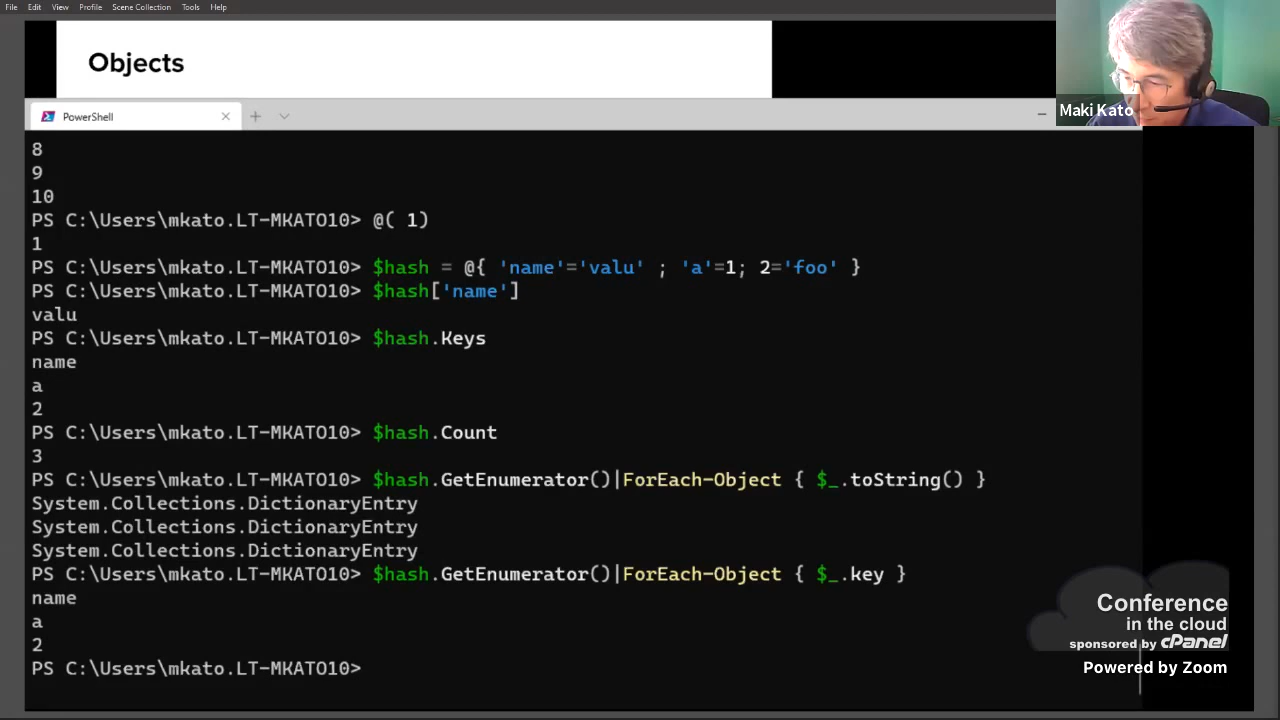 File Edit View Profile Scene Collection Tools Help
Objects
Maki Kato
PowerShell
8
9
10
PS C:\Users\mkato.LT-MKATO10> @( 1)
1
PS C:\Users\mkato.LT-MKATO10> $hash = @{ 'name'='valu' ; 'a'=1; 2='foo' }
PS C:\Users\mkato.LT-MKATO10> $hash['name']
valu
PS C:\Users\mkato.LT-MKATO10> $hash.Keys
name
a
2
PS C:\Users\mkato.LT-MKATO10> $hash.Count
3
PS C:\Users\mkato.LT-MKATO10> $hash.GetEnumerator()|ForEach-Object { $_.toString() }
System.Collections.DictionaryEntry
System.Collections.DictionaryEntry
System.Collections.DictionaryEntry
PS C:\Users\mkato.LT-MKATO10> $hash.GetEnumerator()|ForEach-Object { $_.key }
name
a
2
PS C:\Users\mkato.LT-MKATO10>
Conference
in the cloud
sponsored by cPanel
Powered by Zoom